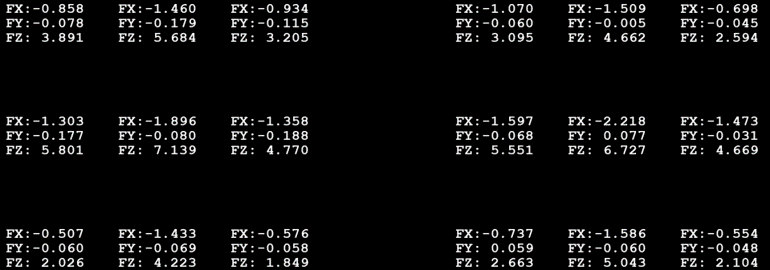 FX:-0.858 FX:-1.460 FX:-0.934 FX:-1.070 FX:-1.509 FX:-0.698
FY:-0.078 FY:-0.179 FY:-0.115 FY:-0.060 FY:-0.005 FY:-0.045
FZ: 3.891 FZ: 5.684 FZ: 3.205 FZ: 3.095 FZ: 4.662 FZ: 2.594
FX:-1.303 FX:-1.896 FX:-1.358 FX:-1.597 FX:-2.218 FX:-1.473
FY:-0.177 FY:-0.080 FY:-0.188 FY:-0.068 FY: 0.077 FY:-0.031
FZ: 5.801 FZ: 7.139 FZ: 4.770 FZ: 5.551 FZ: 6.727 FZ: 4.669
FX:-0.507 FX:-1.433 FX:-0.576 FX:-0.737 FX:-1.586 FX:-0.554
FY:-0.060 FY:-0.069 FY:-0.058 FY: 0.059 FY:-0.060 FY:-0.048
FZ: 2.026 FZ: 4.223 FZ: 1.849 FZ: 2.663 FZ: 5.043 FZ: 2.104